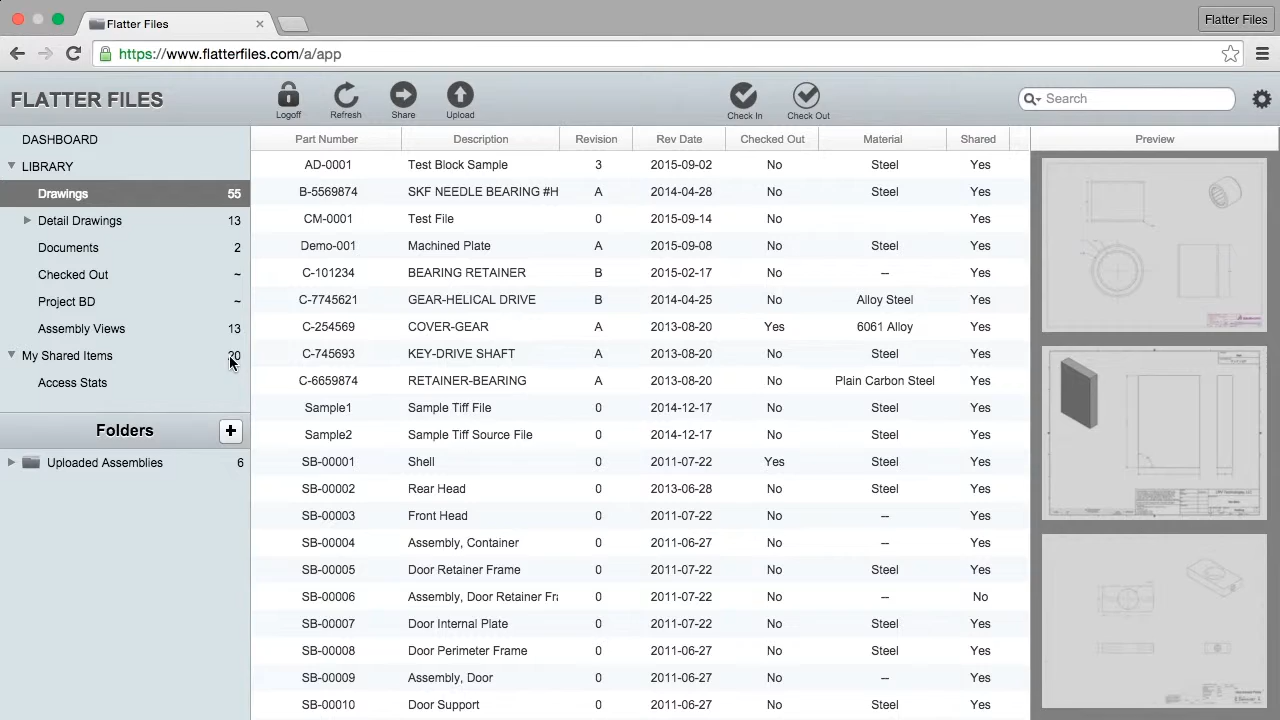 Flatter Files
Flatter Files
https://www.flatterfiles.com/a/app
FLATTER FILES
Logoff
Refresh
Share
Upload
Check In
Check Out
Search
DASHBOARD
LIBRARY
Drawings 55
Detail Drawings 13
Documents 2
Checked Out ~
Project BD ~
Assembly Views 13
My Shared Items 20
Access Stats
Folders +
Uploaded Assemblies 6
Part Number Description Revision Rev Date Checked Out Material Shared
AD-0001 Test Block Sample 3 2015-09-02 No Steel Yes
B-5569874 SKF NEEDLE BEARING #H A 2014-04-28 No Steel Yes
CM-0001 Test File 0 2015-09-14 No Yes
Demo-001 Machined Plate A 2015-09-08 No Steel Yes
C-101234 BEARING RETAINER B 2015-02-17 No -- Yes
C-7745621 GEAR-HELICAL DRIVE B 2014-04-25 No Alloy Steel Yes
C-254569 COVER-GEAR A 2013-08-20 Yes 6061 Alloy Yes
C-745693 KEY-DRIVE SHAFT A 2013-08-20 No Steel Yes
C-6659874 RETAINER-BEARING A 2013-08-20 No Plain Carbon Steel Yes
Sample1 Sample Tiff File 0 2014-12-17 No Steel Yes
Sample2 Sample Tiff Source File 0 2014-12-17 No Steel Yes
SB-00001 Shell 0 2011-07-22 Yes Steel Yes
SB-00002 Rear Head 0 2013-06-28 No Steel Yes
SB-00003 Front Head 0 2011-07-22 No -- Yes
SB-00004 Assembly, Container 0 2011-06-27 No -- Yes
SB-00005 Door Retainer Frame 0 2011-07-22 No Steel Yes
SB-00006 Assembly, Door Retainer Fra 0 2011-07-22 No -- No
SB-00007 Door Internal Plate 0 2011-07-22 No Steel Yes
SB-00008 Door Perimeter Frame 0 2011-06-27 No Steel Yes
SB-00009 Assembly, Door 0 2011-06-27 No -- Yes
SB-00010 Door Support 0 2011-06-27 No Steel Yes
Preview